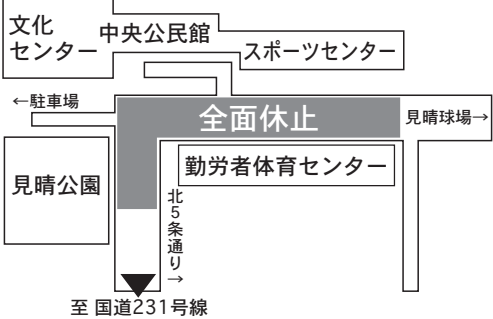 文化
センター
中央公民館
スポーツセンター
←駐車場
全面休止
見晴球場→
勤労者体育センター
見晴公園
北5条通り→
至 国道231号線